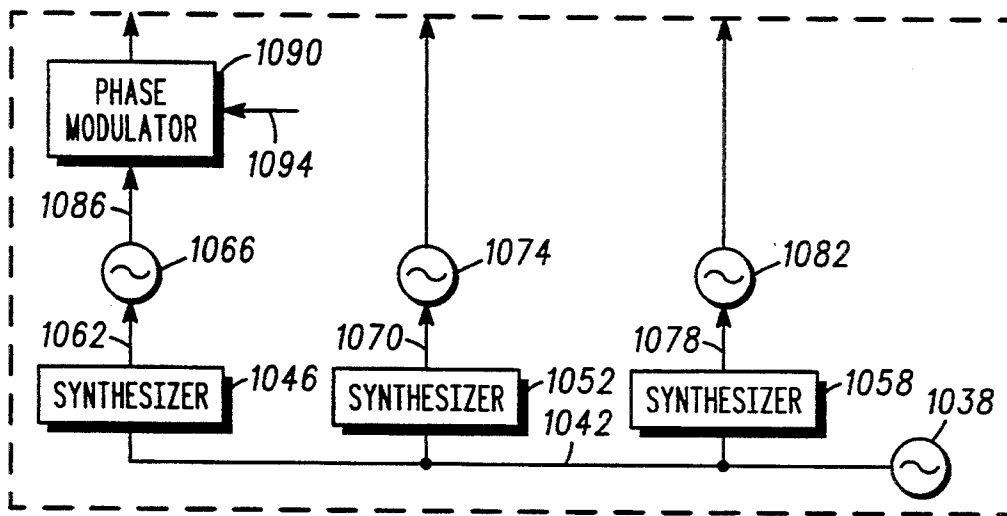 1090
PHASE
MODULATOR
1094
1086
1066
1074
1082
1062
1070
1078
SYNTHESIZER
1046
SYNTHESIZER
1052
SYNTHESIZER
1058
1038
1042